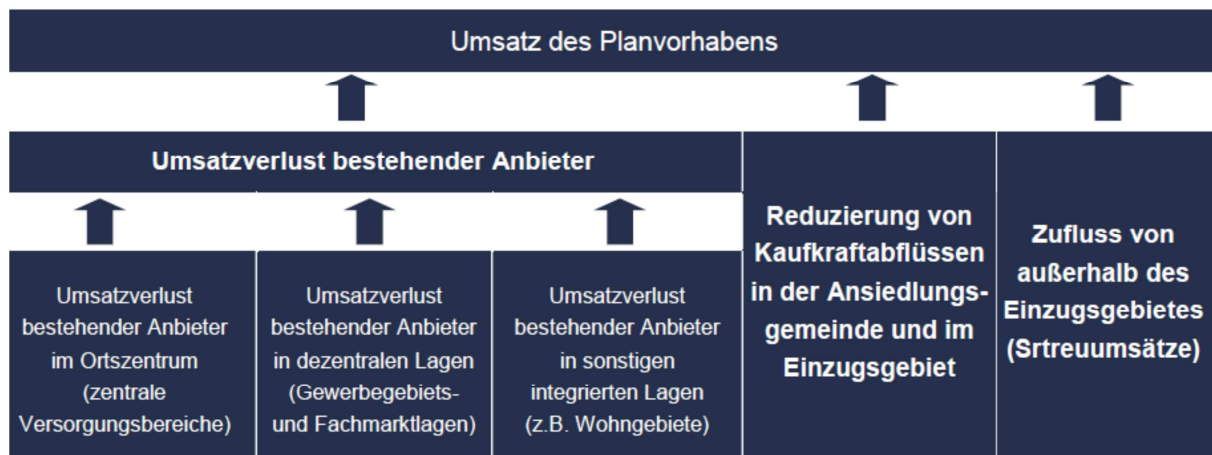 Umsatz des Planvorhabens
Umsatzverlust bestehender Anbieter
Umsatzverlust
bestehender Anbieter
im Ortszentrum
(zentrale
Versorgungsbereiche)
Umsatzverlust
bestehender Anbieter
in dezentralen Lagen
(Gewerbegebiets-
und Fachmarktlagen)
Umsatzverlust
bestehender Anbieter
in sonstigen
integrierten Lagen
(z.B. Wohngebiete)
Reduzierung von
Kaufkraftabflüssen
in der Ansiedlungs-
gemeinde und im
Einzugsgebiet
Zufluss von
außerhalb des
Einzugsgebietes
(Srtreuumsätze)